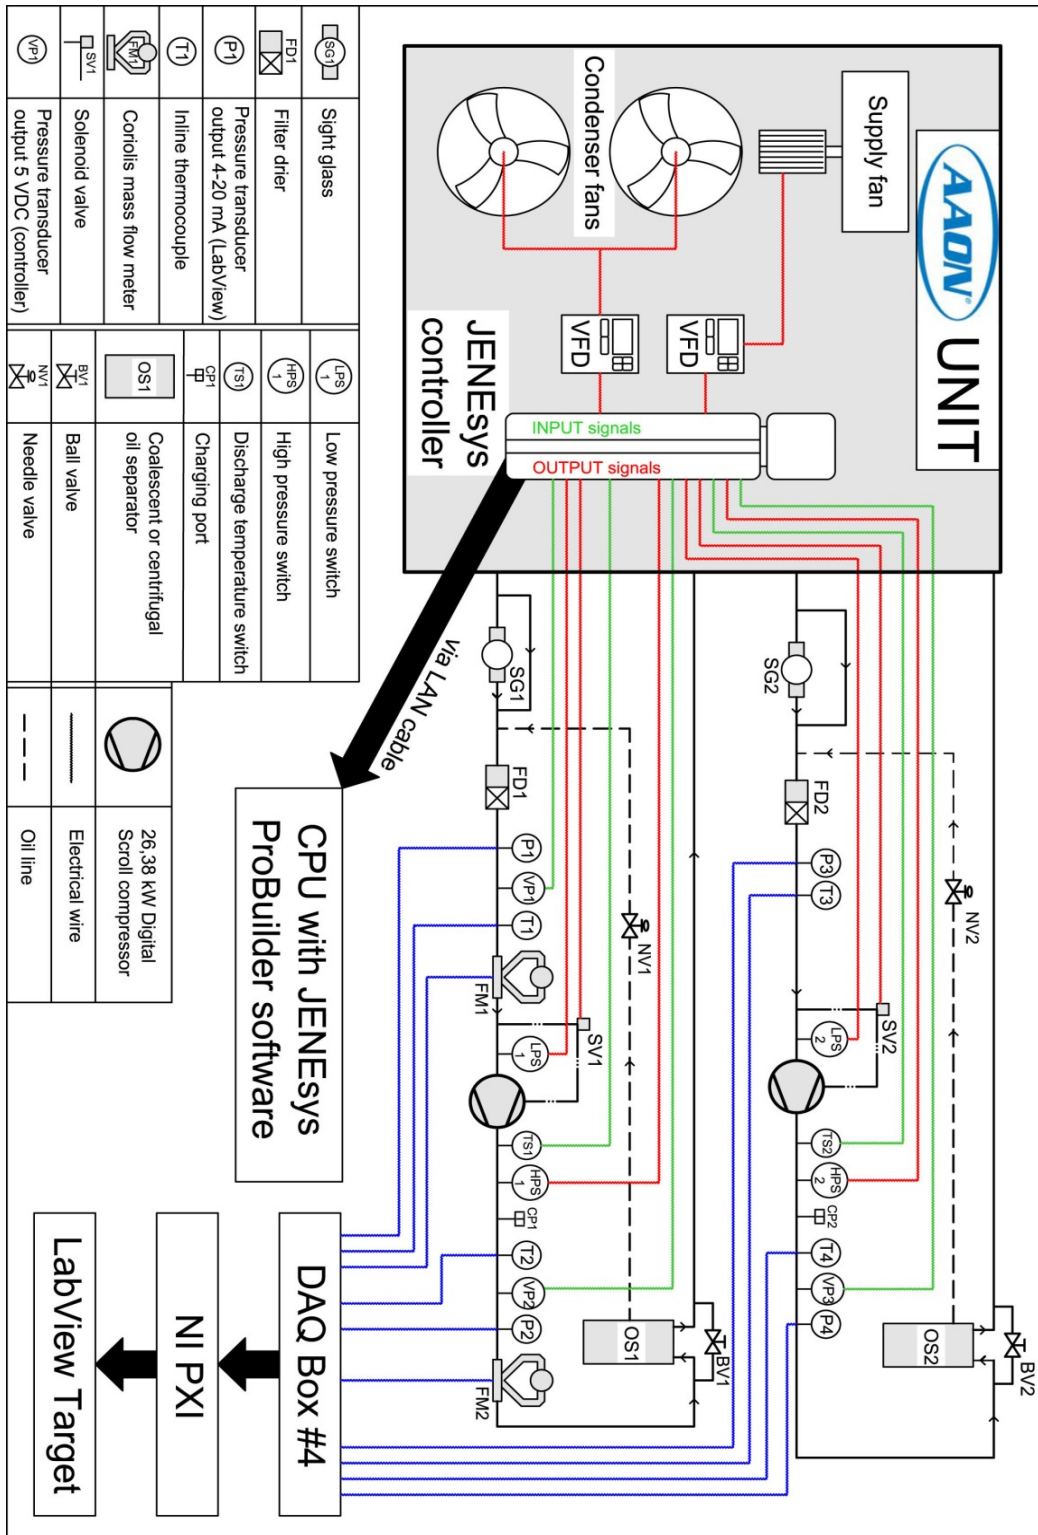 AAON®
UNIT
Supply fan
Condenser fans
VFD
VFD
JENEsys
controller
INPUT signals
OUTPUT signals
via LAN cable
SG2
FD2
P3
T3
NV2
SV2
LPS
2
TS2
HPS
2
CP2
T4
VP3
P4
OS2
BV2
SG1
FD1
P1
VP1
T1
FM1
NV1
SV1
LPS
1
TS1
HPS
1
CP1
T2
VP2
P2
FM2
OS1
BV1
CPU with JENEsys
ProBuilder software
DAQ Box #4
NI PXI
LabView Target
SG1
Sight glass
FD1
Filter drier
P1
Pressure transducer
output 4-20 mA (LabView)
T1
Inline thermocouple
FM1
Coriolis mass flow meter
SV1
Solenoid valve
VP1
Pressure transducer
output 5 VDC (controller)
LPS
1
Low pressure switch
HPS
1
High pressure switch
TS1
Discharge temperature switch
CP1
Charging port
OS1
Coalescent or centrifugal
oil separator
BV1
Ball valve
NV1
Needle valve
26,38 kW Digital
Scroll compressor
Electrical wire
Oil line